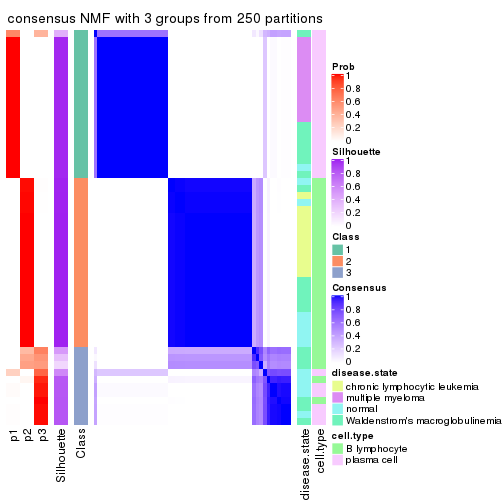 consensus NMF with 3 groups from 250 partitions
Prob
1
0.8
0.6
0.4
0.2
0
Silhouette
1
0.8
0.6
0.4
0.2
0
Class
1
2
3
Consensus
1
0.8
0.6
0.4
0.2
0
disease.state
chronic lymphocytic leukemia
multiple myeloma
normal
Waldenstrom's macroglobulinemia
cell.type
B lymphocyte
plasma cell
p1
p2
p3
Silhouette
Class
disease.state
cell.type